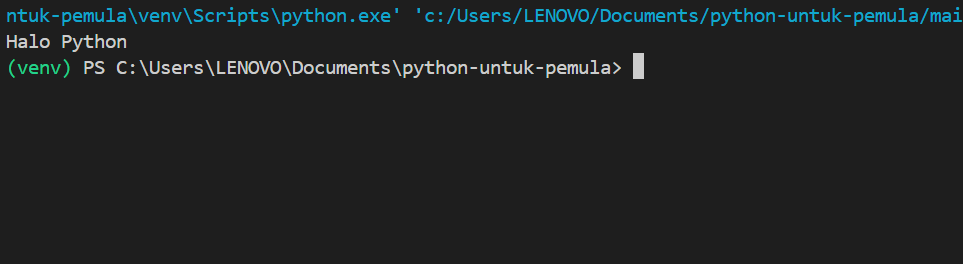 ntuk-pemula\venv\Scripts\python.exe' 'c:/Users/LENOVO/Documents/python-untuk-pemula/mai
Halo Python
(venv) PS C:\Users\LENOVO\Documents\python-untuk-pemula>